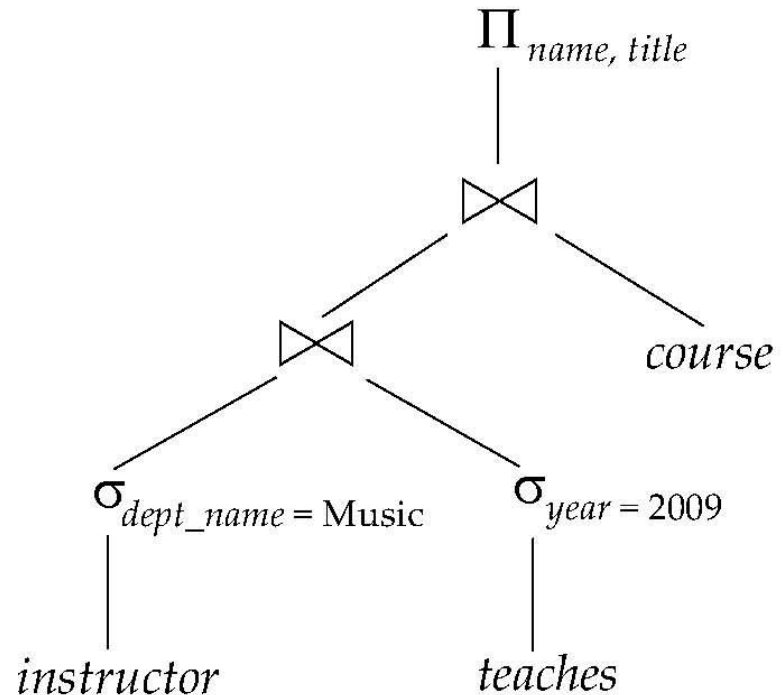 Π name, title
⋈
course
⋈
σ dept_name = Music
σ year = 2009
instructor
teaches